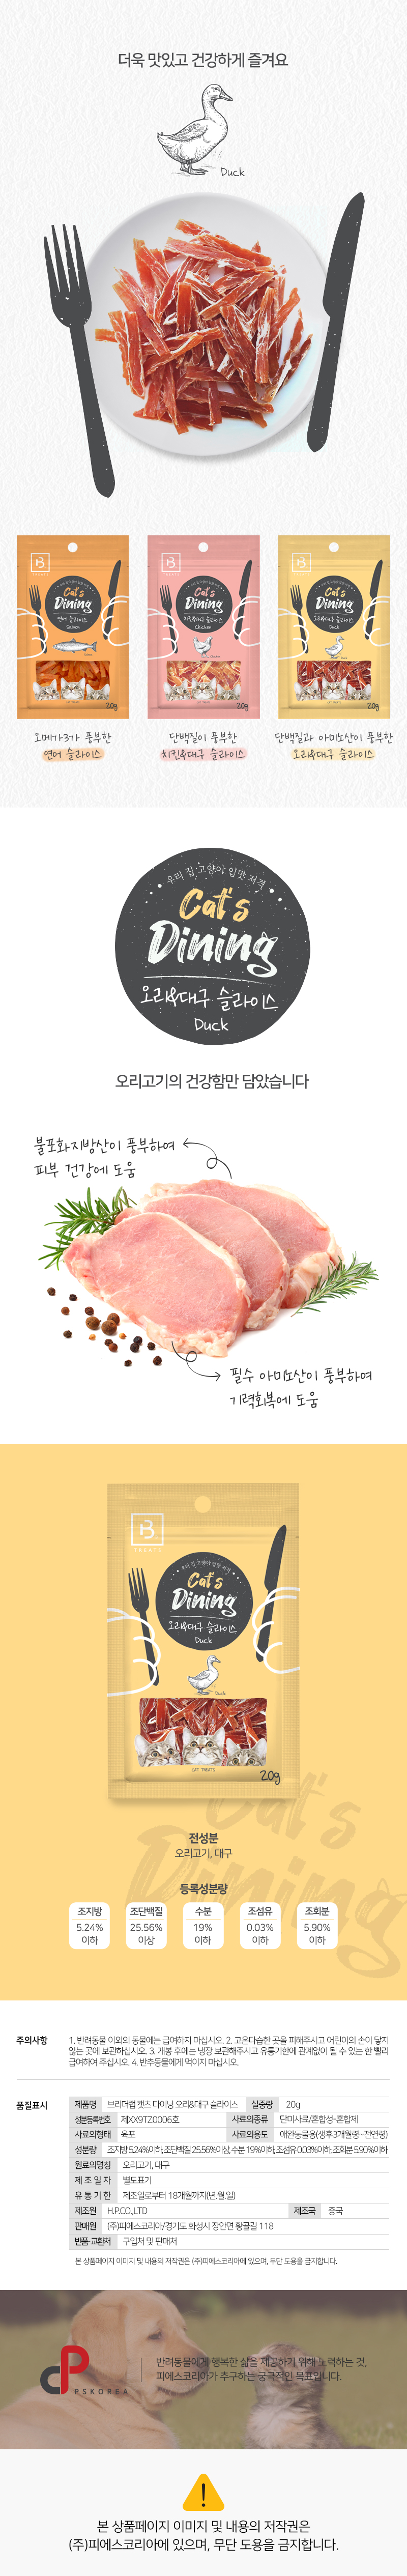 더욱 맛있고 건강하게 즐겨요
Duck
B
TREATS
우리 집 고양이 입맛 저격
Cat's
Dining
연어 슬라이스
Salmon
20g
B
TREATS
Cat's
Dining
치킨&대구 슬라이스
Chicken
20g
B
TREATS
Cat's
Dining
오리&대구 슬라이스
Duck
20g
오메가3가 풍부한
연어 슬라이스
단백질이 풍부한
치킨&대구 슬라이스
단백질과 아미노산이 풍부한
오리&대구 슬라이스
우리 집 고양이 입맛 저격
Cat's
Dining
오리&대구 슬라이스
Duck
오리고기의 건강함만 담았습니다
불포화지방산이 풍부하여
피부 건강에 도움
필수 아미노산이 풍부하여
기력회복에 도움
B
TREATS
우리 집 고양이 입맛 저격
Cat's
Dining
오리&대구 슬라이스
Duck
CAT TREATS
20g
Cat's
Dining
전성분
오리고기, 대구
등록성분량
조지방 조단백질 수분 조섬유 조회분
5.24% 25.56% 19% 0.03% 5.90%
이하 이상 이하 이하 이하
주의사항 1. 반려동물 이외의 동물에는 급여하지 마십시오. 2. 고온다습한 곳을 피해주시고 어린이의 손이 닿지
않는 곳에 보관하십시오. 3. 개봉 후에는 냉장 보관해주시고 유통기한에 관계없이 될 수 있는 한 빨리
급여하여 주십시오. 4. 반추동물에게 먹이지 마십시오.
품질표시 제품명 브리더랩 캣츠 다이닝 오리&대구 슬라이스 실중량 20g
성분등록번호 제XX9TZ0006호 사료의종류 단미사료/혼합성-혼합제
사료의형태 육포 사료의용도 애완동물용(생후3개월령~전연령)
성분량 조지방 5.24%이하, 조단백질 25.56%이상, 수분 19%이하, 조섬유 0.03%이하, 조회분 5.90%이하
원료의명칭 오리고기, 대구
제 조 일 자 별도표기
유 통 기 한 제조일로부터 18개월까지(년.월.일)
제조원 H.P.CO.,LTD 제조국 중국
판매원 (주)피에스코리아/경기도 화성시 장안면 황골길 118
반품·교환처 구입처 및 판매처
본 상품페이지 이미지 및 내용의 저작권은 (주)피에스코리아에 있으며, 무단 도용을 금지합니다.
PSKOREA
반려동물에게 행복한 삶을 제공하기 위해 노력하는 것,
피에스코리아가 추구하는 궁극적인 목표입니다.
본 상품페이지 이미지 및 내용의 저작권은
(주)피에스코리아에 있으며, 무단 도용을 금지합니다.